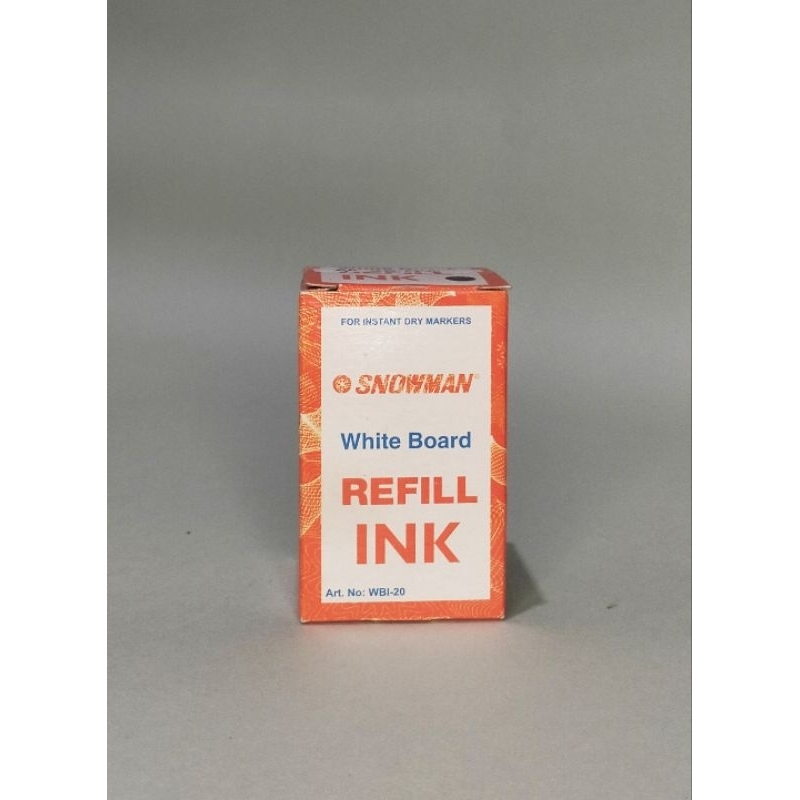 INK
FOR INSTANT DRY MARKERS
SNOWMAN
White Board
REFILL
INK
Art. No: WBI-20